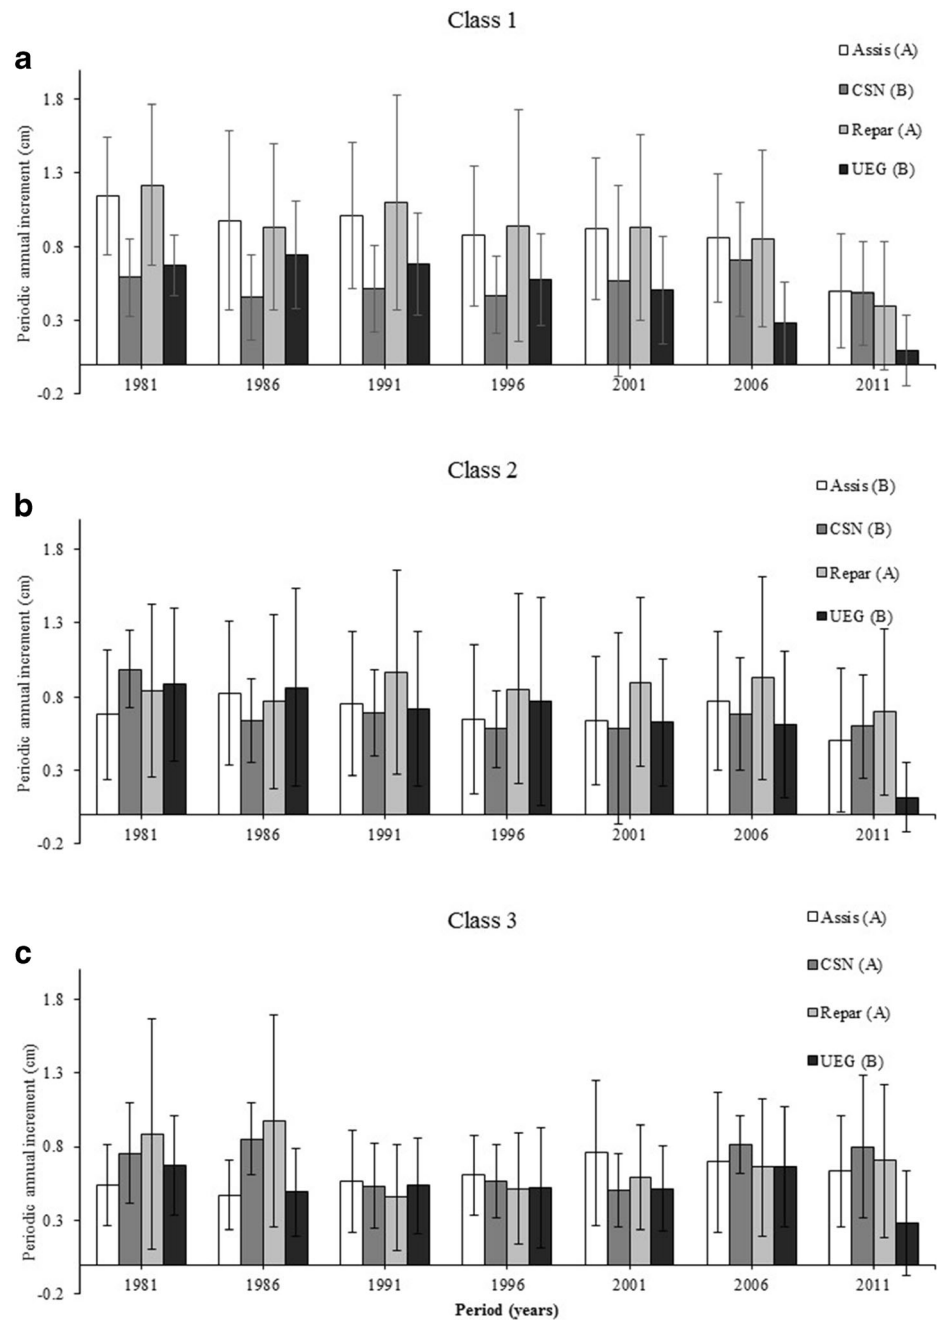 Class 1
a
Assis (A)
CSN (B)
Repar (A)
UEG (B)
Periodic annual increment (cm)
1.8
1.3
0.8
0.3
-0.2
1981 1986 1991 1996 2001 2006 2011
Class 2
b
Assis (B)
CSN (B)
Repar (A)
UEG (B)
Periodic annual increment (cm)
1.8
1.3
0.8
0.3
-0.2
1981 1986 1991 1996 2001 2006 2011
Class 3
c
Assis (A)
CSN (A)
Repar (A)
UEG (B)
Periodic annual increment (cm)
1.8
1.3
0.8
0.3
-0.2
1981 1986 1991 1996 2001 2006 2011
Period (years)